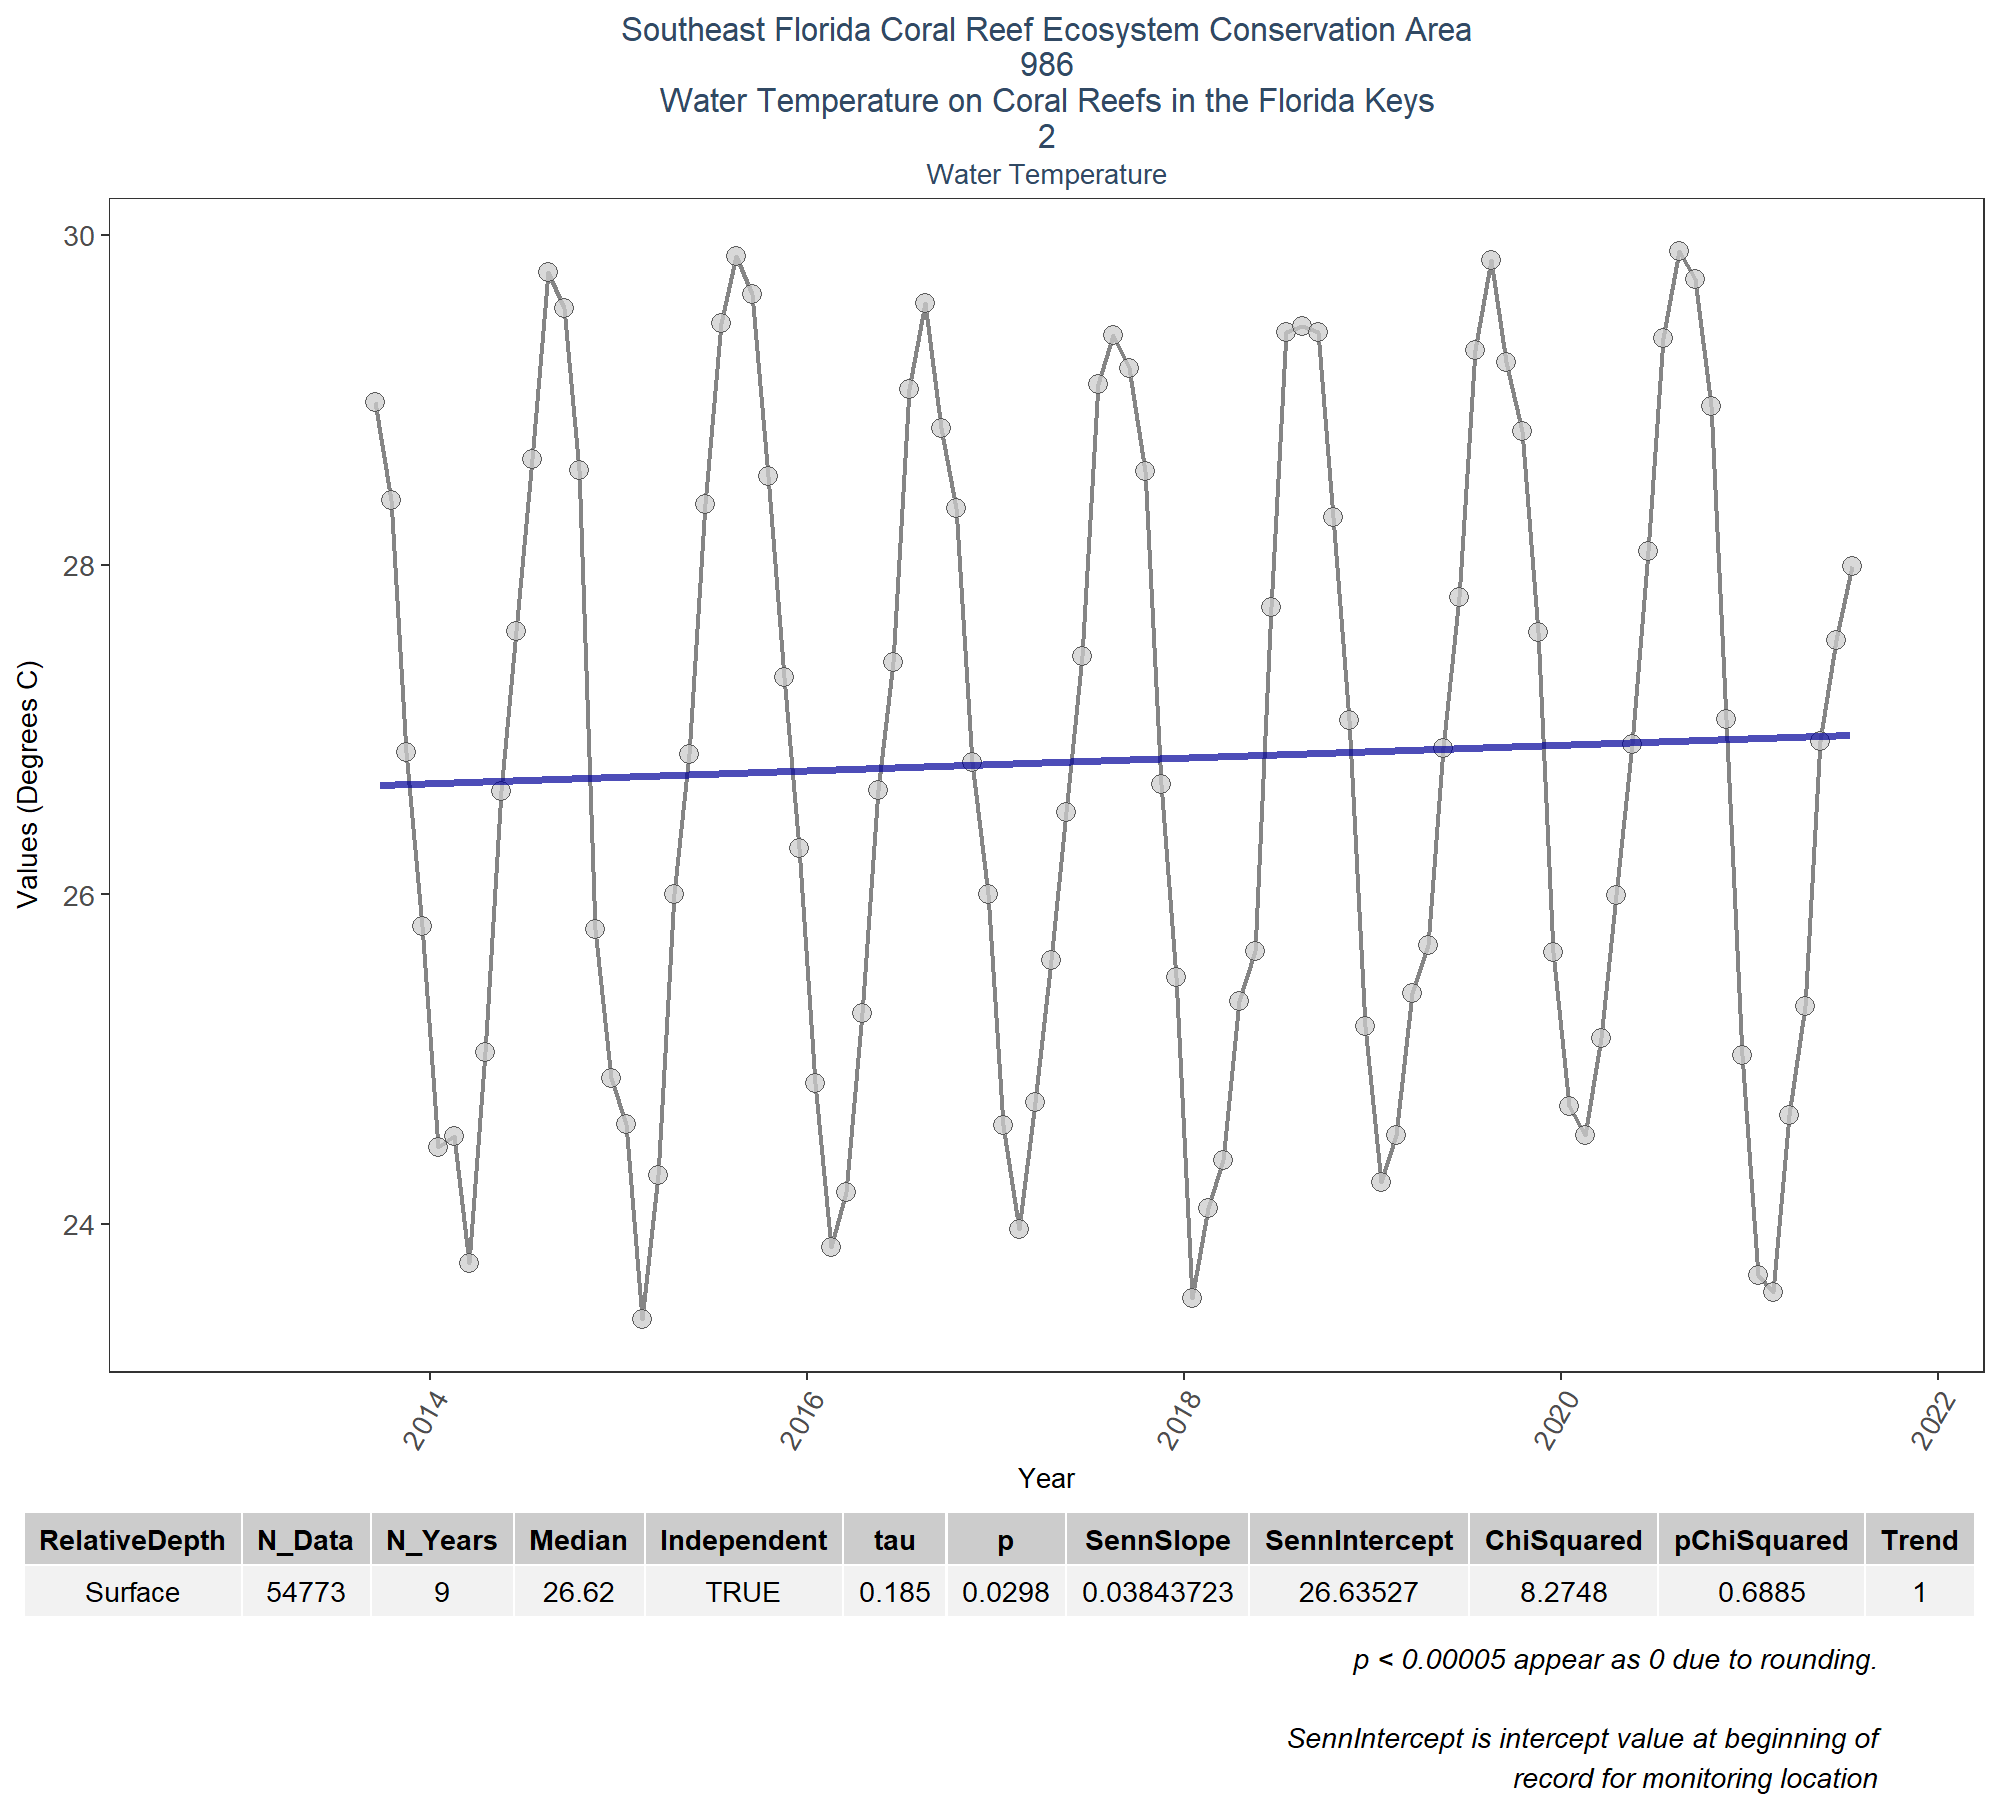 Southeast Florida Coral Reef Ecosystem Conservation Area
986
Water Temperature on Coral Reefs in the Florida Keys
2
Water Temperature
30
28
26
24
Values (Degrees C)
2014
2016
2018
2020
2022
Year
RelativeDepth N_Data N_Years Median Independent tau p SennSlope SennIntercept ChiSquared pChiSquared Trend
Surface 54773 9 26.62 TRUE 0.185 0.0298 0.03843723 26.63527 8.2748 0.6885 1
p < 0.00005 appear as 0 due to rounding.
SennIntercept is intercept value at beginning of
record for monitoring location